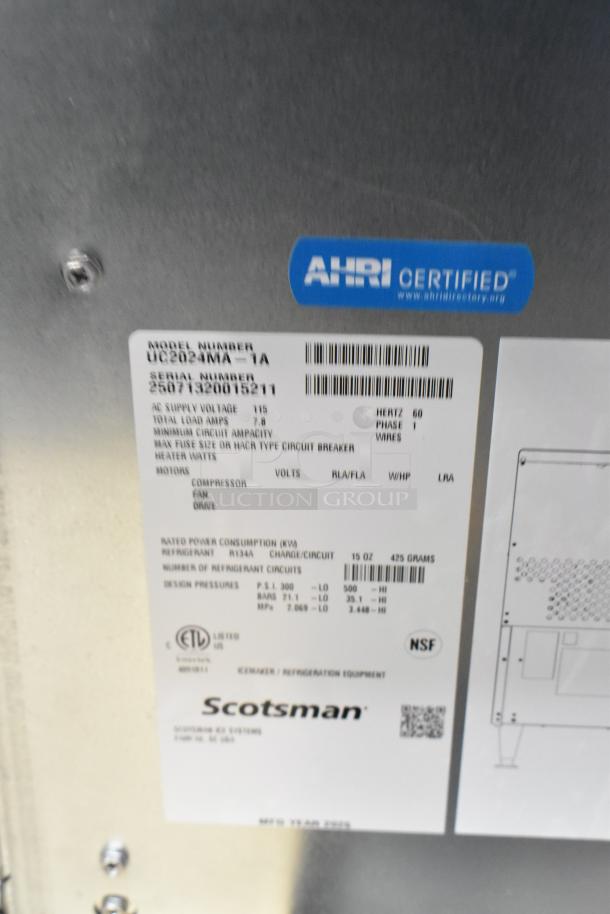 AHRI CERTIFIED®
www.ahridirectory.org
MODEL NUMBER
UC2024MA-1A
SERIAL NUMBER
25071320015211
AC SUPPLY VOLTAGE 115 HERTZ 60
TOTAL LOAD AMPS 7.8 PHASE 1
MINIMUM CIRCUIT AMPACITY WIRES
MAX FUSE SIZE OR HACR TYPE CIRCUIT BREAKER
HEATER WATTS
MOTORS VOLTS RLA/FLA W/HP LRA
COMPRESSOR
FAN
DRIVE
PCI
AUCTION GROUP
RATED POWER CONSUMPTION (KW)
REFRIGERANT R134A CHARGE/CIRCUIT 15 OZ 425 GRAMS
NUMBER OF REFRIGERANT CIRCUITS
DESIGN PRESSURES P.S.I. 300 -LO 500 -HI
BARS 21.1 -LO 35.1 -HI
MPa 2.069 -LO 3.448 -HI
C ETL LISTED
US
Intertek
NSF
ICEMAKER / REFRIGERATION EQUIPMENT
Scotsman
SCOTSMAN ICE SYSTEMS
MFG YEAR